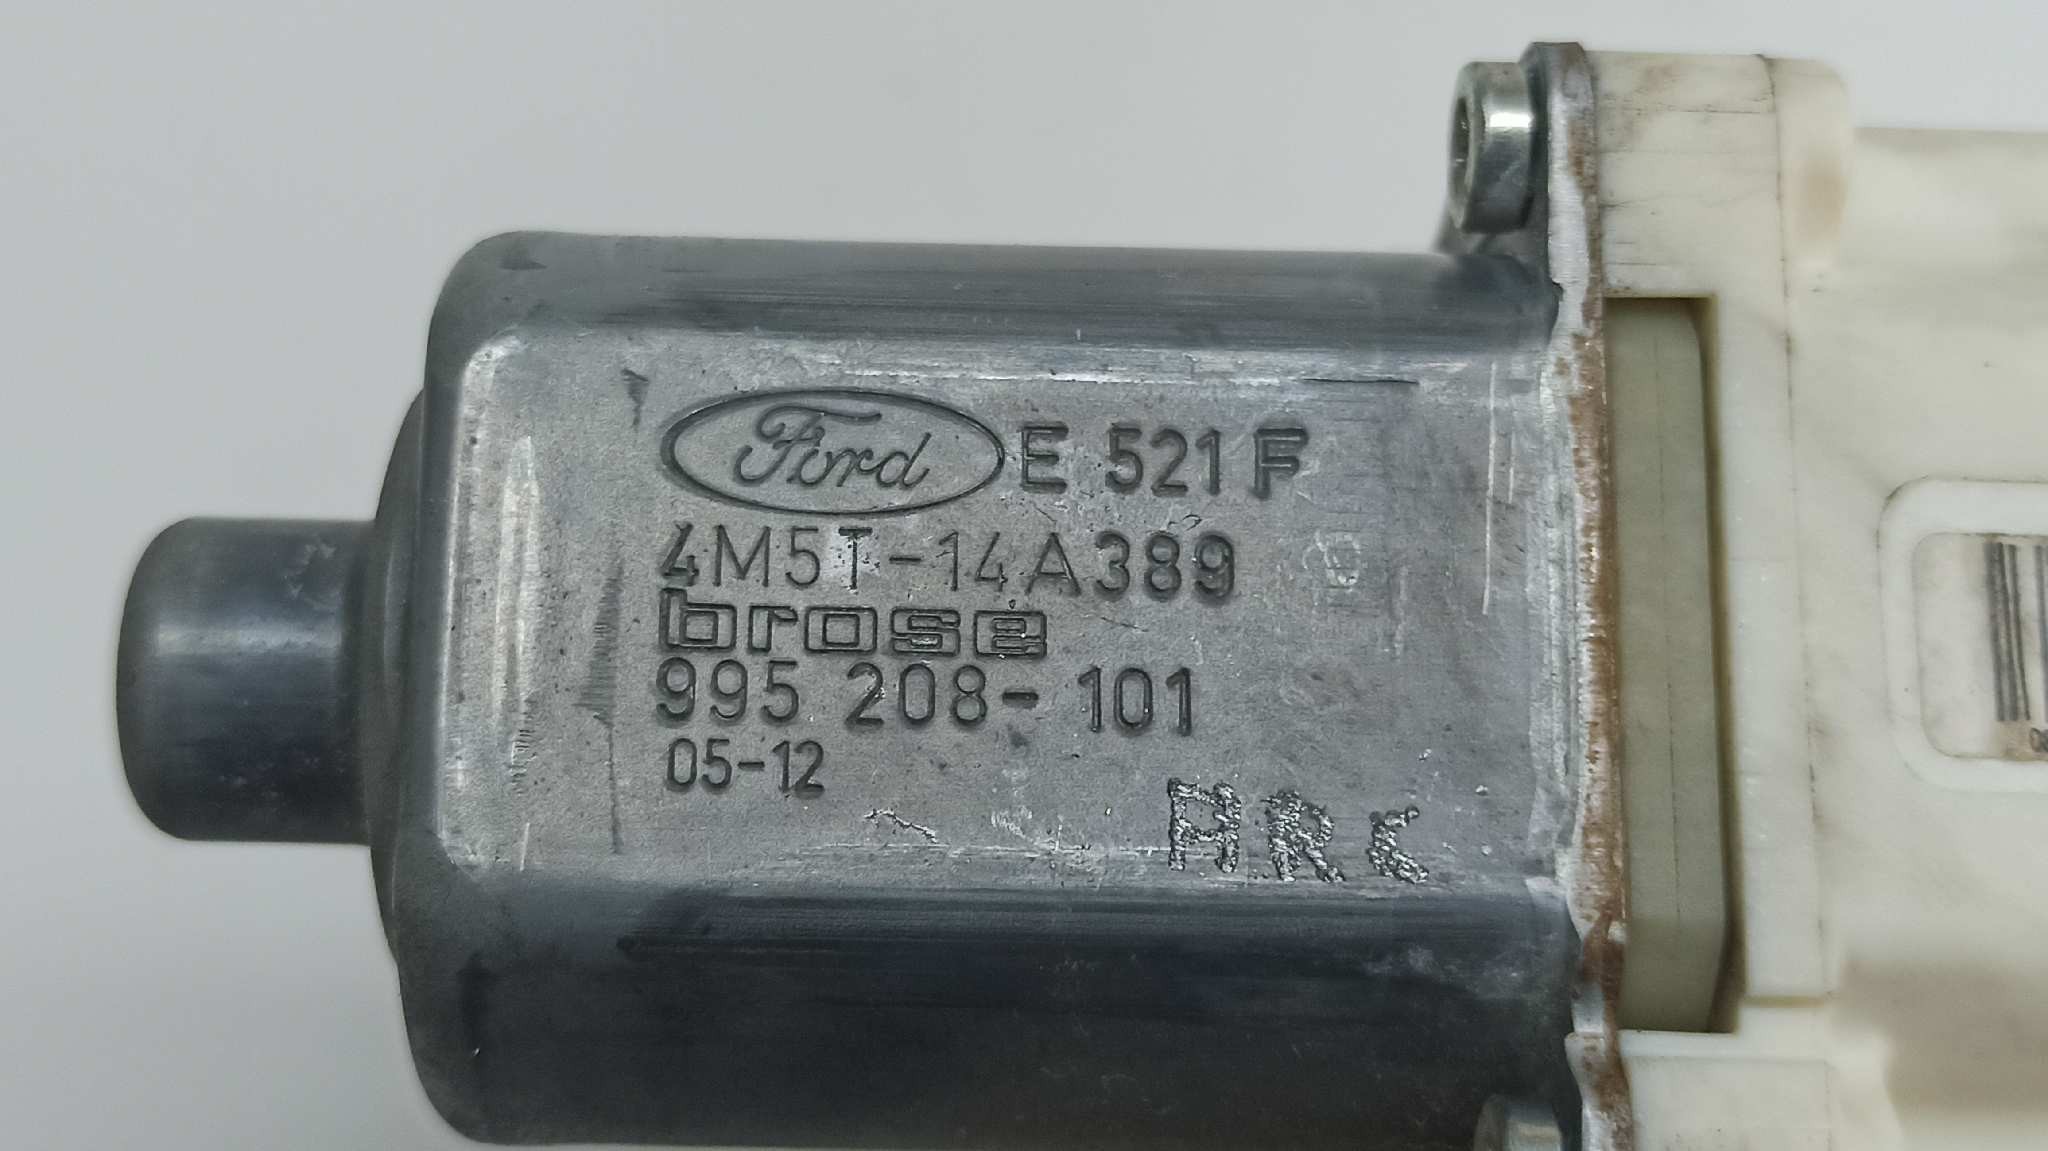 Ford E 521 F
4M5T-14A389
brose
995 208-101
05-12
ARC